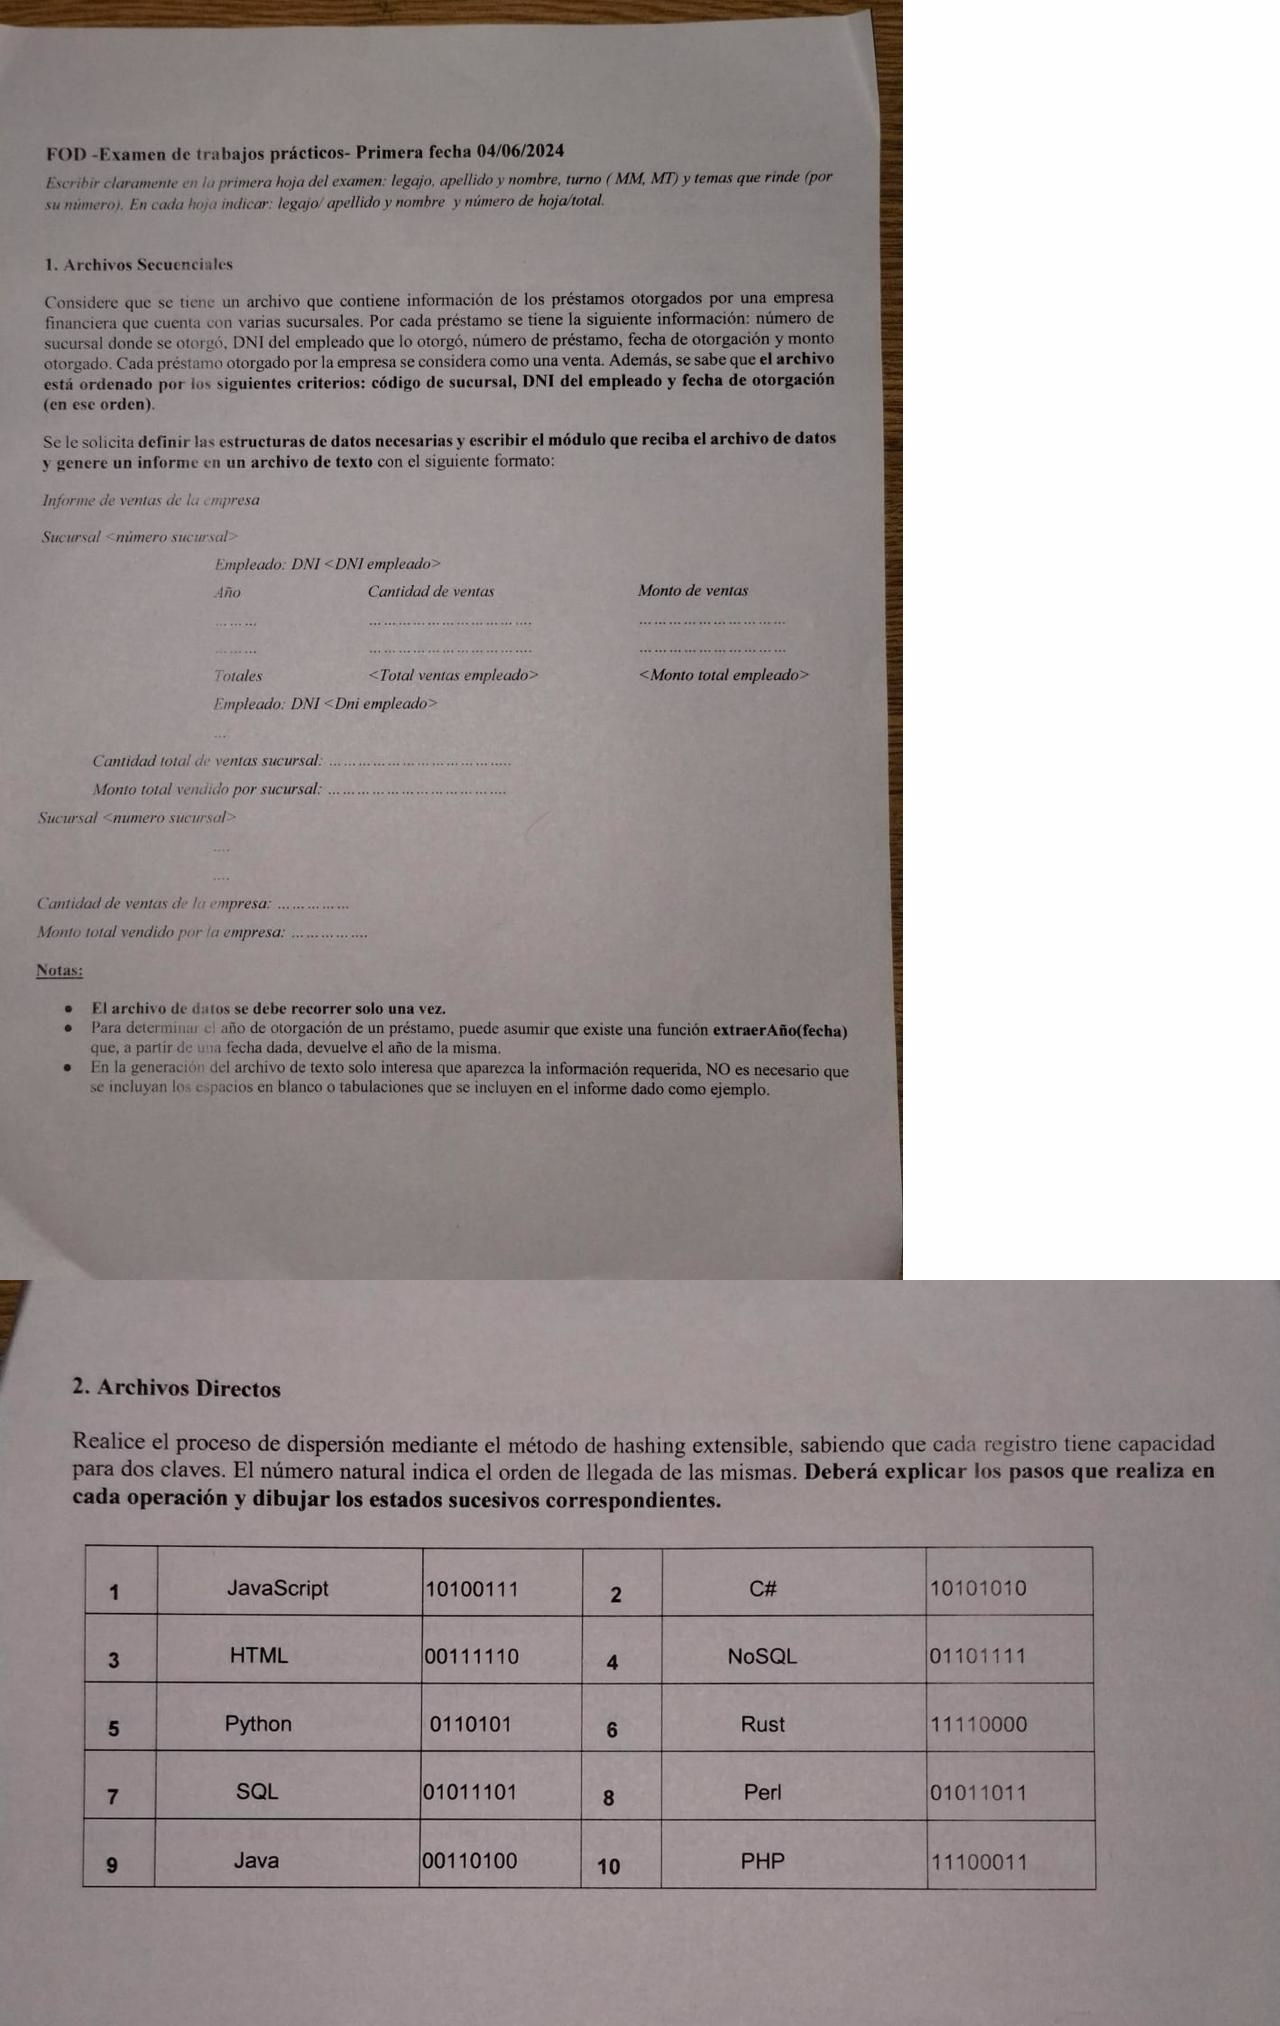 FOD -Examen de trabajos prácticos- Primera fecha 04/06/2024
Escribir claramente en la primera hoja del examen: legajo, apellido y nombre, turno ( MM, MT) y temas que rinde (por
su número). En cada hoja indicar: legajo/ apellido y nombre y número de hoja/total.
1. Archivos Secuenciales
Considere que se tiene un archivo que contiene información de los préstamos otorgados por una empresa
financiera que cuenta con varias sucursales. Por cada préstamo se tiene la siguiente información: número de
sucursal donde se otorgó, DNI del empleado que lo otorgó, número de préstamo, fecha de otorgación y monto
otorgado. Cada préstamo otorgado por la empresa se considera como una venta. Además, se sabe que el archivo
está ordenado por los siguientes criterios: código de sucursal, DNI del empleado y fecha de otorgación
(en ese orden).
Se le solicita definir las estructuras de datos necesarias y escribir el módulo que reciba el archivo de datos
y genere un informe en un archivo de texto con el siguiente formato:
Informe de ventas de la empresa
Sucursal <número sucursal>
Empleado: DNI <DNI empleado>
Año Cantidad de ventas Monto de ventas
……… ……………………………. …………………………
……… ……………………………. …………………………
Totales <Total ventas empleado> <Monto total empleado>
Empleado: DNI <Dni empleado>
…
Cantidad total de ventas sucursal: ………………………………..
Monto total vendido por sucursal: ……………………………….
Sucursal <numero sucursal>
….
….
Cantidad de ventas de la empresa: ……………
Monto total vendido por la empresa: …………….
Notas:
● El archivo de datos se debe recorrer solo una vez.
● Para determinar el año de otorgación de un préstamo, puede asumir que existe una función extraerAño(fecha)
que, a partir de una fecha dada, devuelve el año de la misma.
● En la generación del archivo de texto solo interesa que aparezca la información requerida, NO es necesario que
se incluyan los espacios en blanco o tabulaciones que se incluyen en el informe dado como ejemplo.
2. Archivos Directos
Realice el proceso de dispersión mediante el método de hashing extensible, sabiendo que cada registro tiene capacidad
para dos claves. El número natural indica el orden de llegada de las mismas. Deberá explicar los pasos que realiza en
cada operación y dibujar los estados sucesivos correspondientes.
1 JavaScript 10100111 2 C# 10101010
3 HTML 00111110 4 NoSQL 01101111
5 Python 0110101 6 Rust 11110000
7 SQL 01011101 8 Perl 01011011
9 Java 00110100 10 PHP 11100011